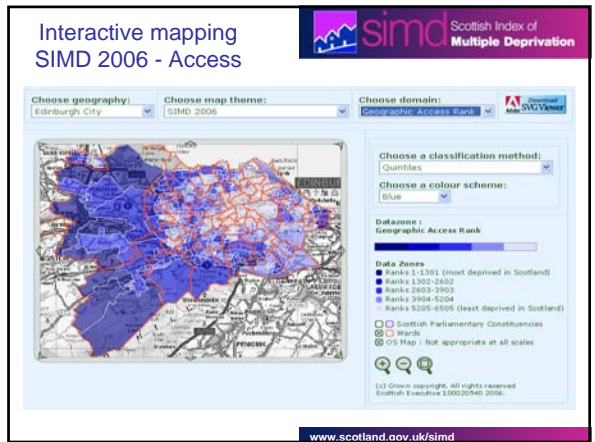 Interactive mapping
SIMD 2006 - Access
simd
Scottish Index of
Multiple Deprivation
Choose geography:
Edinburgh City
Choose map theme:
SIMD 2006
Choose domain:
Geographic Access Rank
Download
Adobe SVG Viewer
Choose a classification method:
Quintiles
Choose a colour scheme:
Blue
Datazone :
Geographic Access Rank
Data Zones
Ranks 1-1301 (most deprived in Scotland)
Ranks 1302-2602
Ranks 2603-3903
Ranks 3904-5204
Ranks 5205-6505 (least deprived in Scotland)
Scottish Parliamentary Constituencies
Wards
OS Map : Not appropriate at all scales
(c) Crown copyright. All rights reserved
Scottish Executive 100020540 2006.
www.scotland.gov.uk/simd